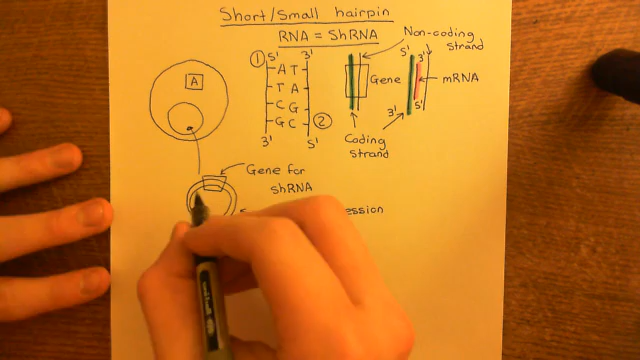 Short/Small hairpin
RNA = ShRNA
Non-coding
strand
① 5' 3'
A T
T A
C G
G C ②
3' 5'
Gene
5' 3'
mRNA
3' 5'
Coding
strand
A
Gene for
shRNA
ession